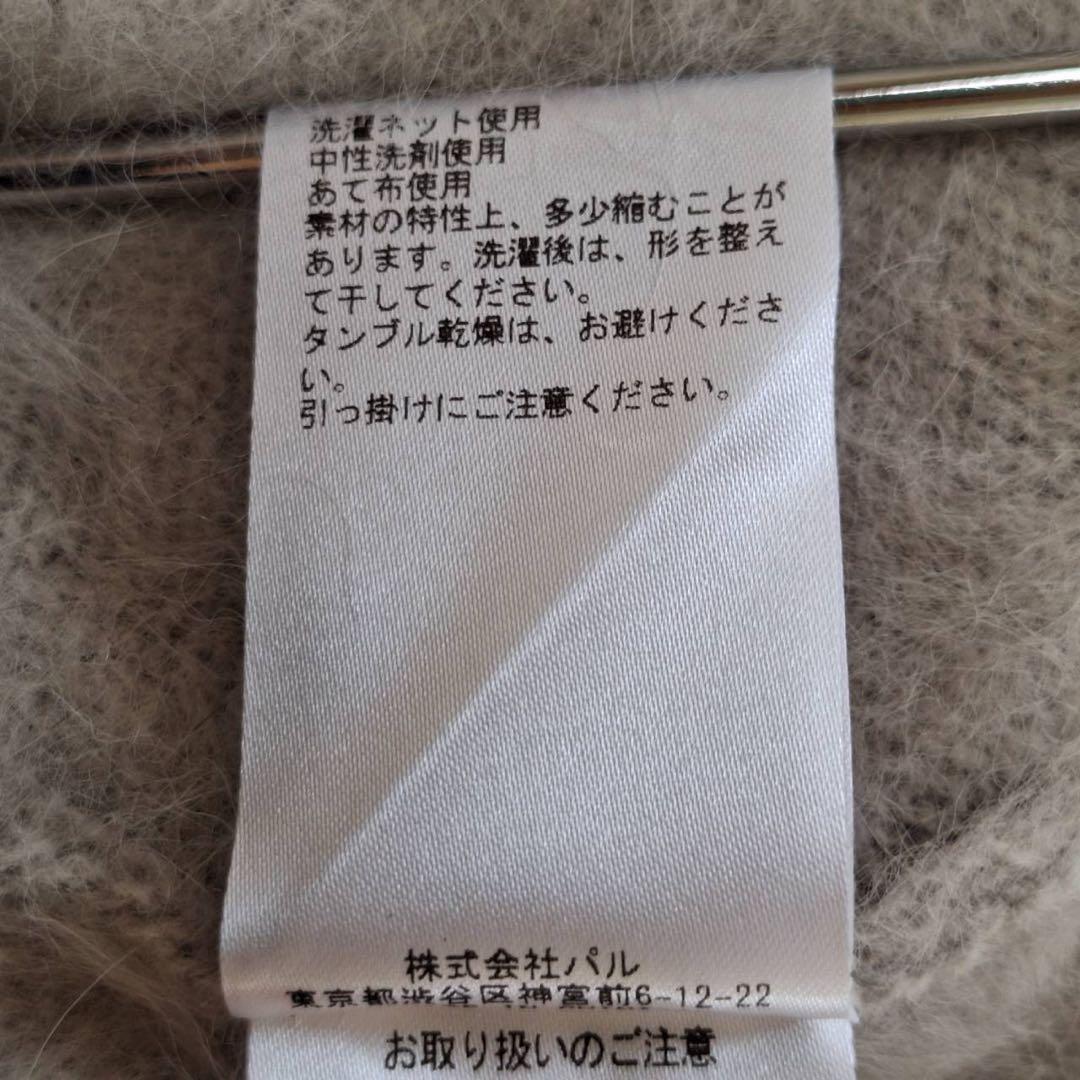 洗濯ネット使用
中性洗剤使用
あて布使用
素材の特性上、多少縮むことが
あります。洗濯後は、形を整え
て干してください。
タンブル乾燥は、お避けくださ
い。
引っ掛けにご注意ください。
株式会社パル
東京都渋谷区神宮前6-12-22
お取り扱いのご注意